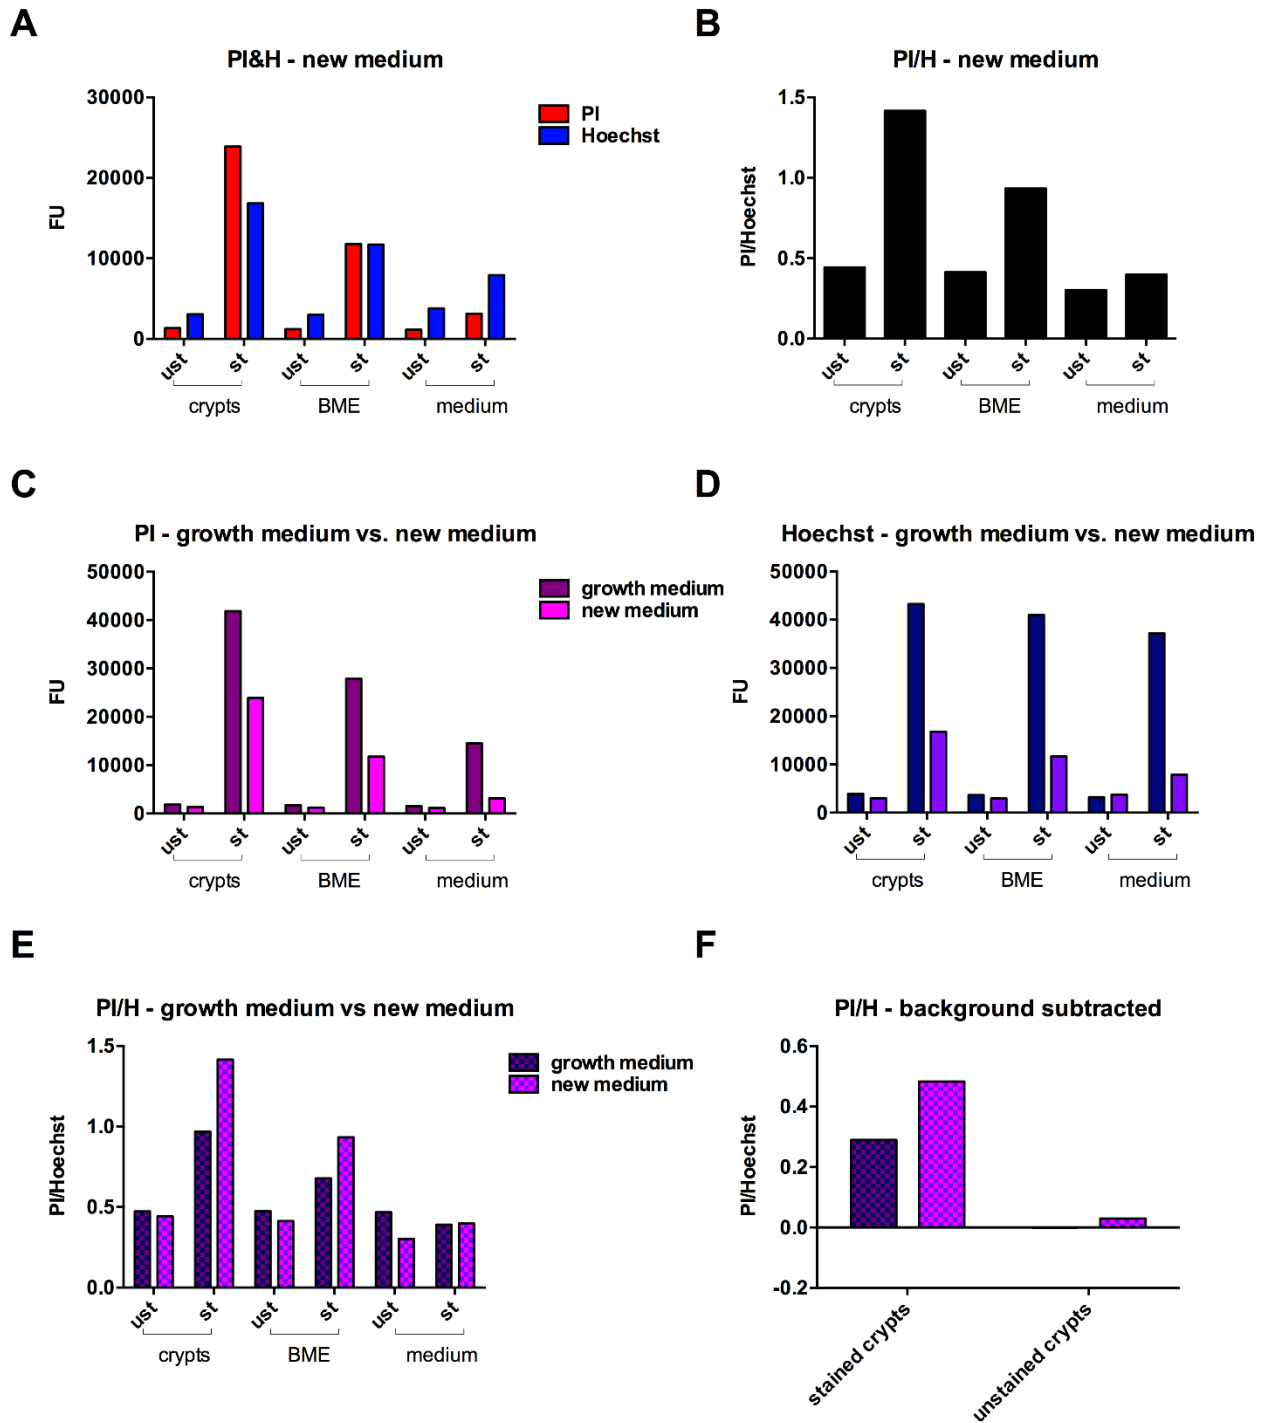 A
PI&H - new medium
30000
20000
10000
0
FU
PI
Hoechst
ust
st
ust
st
ust
st
crypts
BME
medium
B
PI/H - new medium
1.5
1.0
0.5
0.0
PI/Hoechst
ust
st
ust
st
ust
st
crypts
BME
medium
C
PI - growth medium vs. new medium
50000
40000
30000
20000
10000
0
FU
growth medium
new medium
ust
st
ust
st
ust
st
crypts
BME
medium
D
Hoechst - growth medium vs. new medium
50000
40000
30000
20000
10000
0
FU
ust
st
ust
st
ust
st
crypts
BME
medium
E
PI/H - growth medium vs new medium
1.5
1.0
0.5
0.0
PI/Hoechst
growth medium
new medium
ust
st
ust
st
ust
st
crypts
BME
medium
F
PI/H - background subtracted
0.6
0.4
0.2
0.0
-0.2
PI/Hoechst
stained crypts
unstained crypts